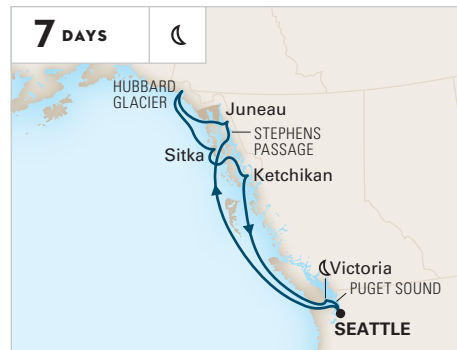 7 DAYS
HUBBARD
GLACIER
Juneau
STEPHENS
PASSAGE
Sitka
Ketchikan
Victoria
PUGET SOUND
SEATTLE